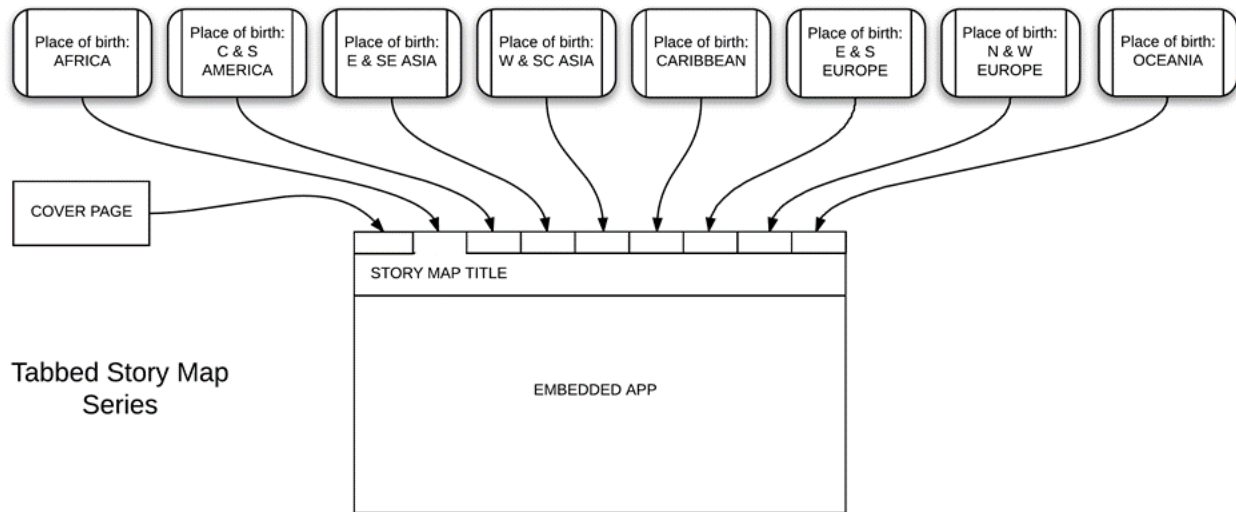 Place of birth:
AFRICA
Place of birth:
C & S
AMERICA
Place of birth:
E & SE ASIA
Place of birth:
W & SC ASIA
Place of birth:
CARIBBEAN
Place of birth:
E & S
EUROPE
Place of birth:
N & W
EUROPE
Place of birth:
OCEANIA
COVER PAGE
STORY MAP TITLE
Tabbed Story Map
Series
EMBEDDED APP